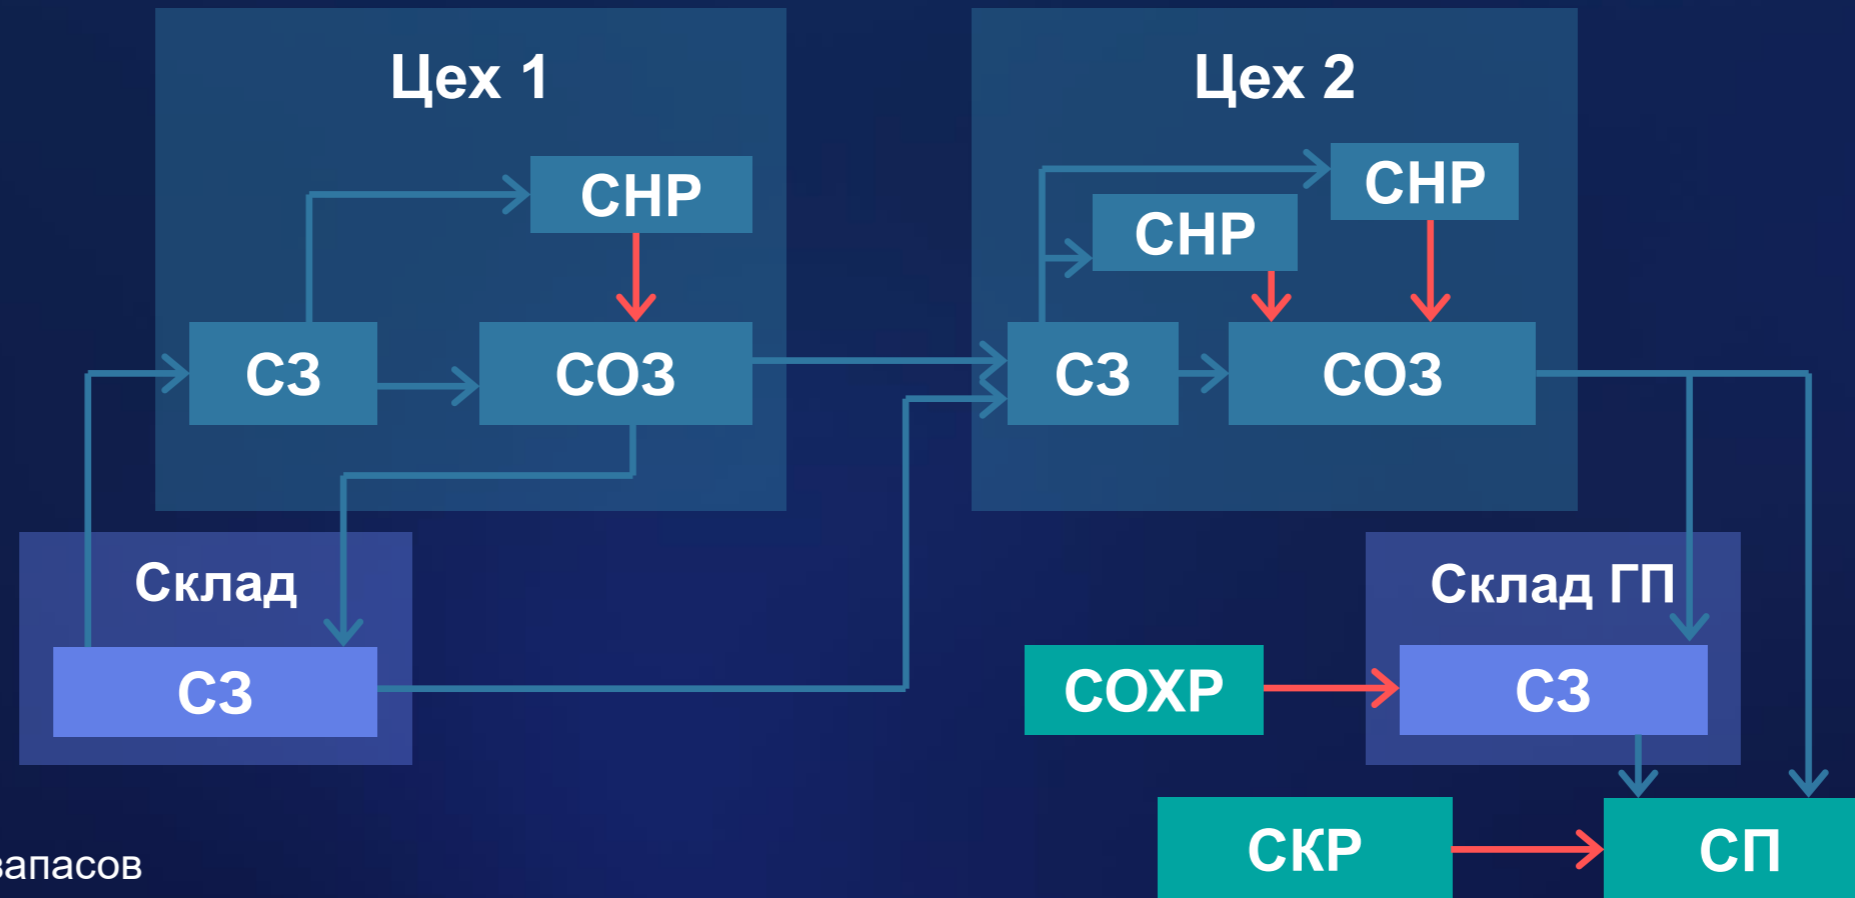 Цех 1
СНР
СЗ
СОЗ
Цех 2
СНР
СНР
СЗ
СОЗ
Склад
СЗ
Склад ГП
СОХР
СЗ
СКР
СП
запасов